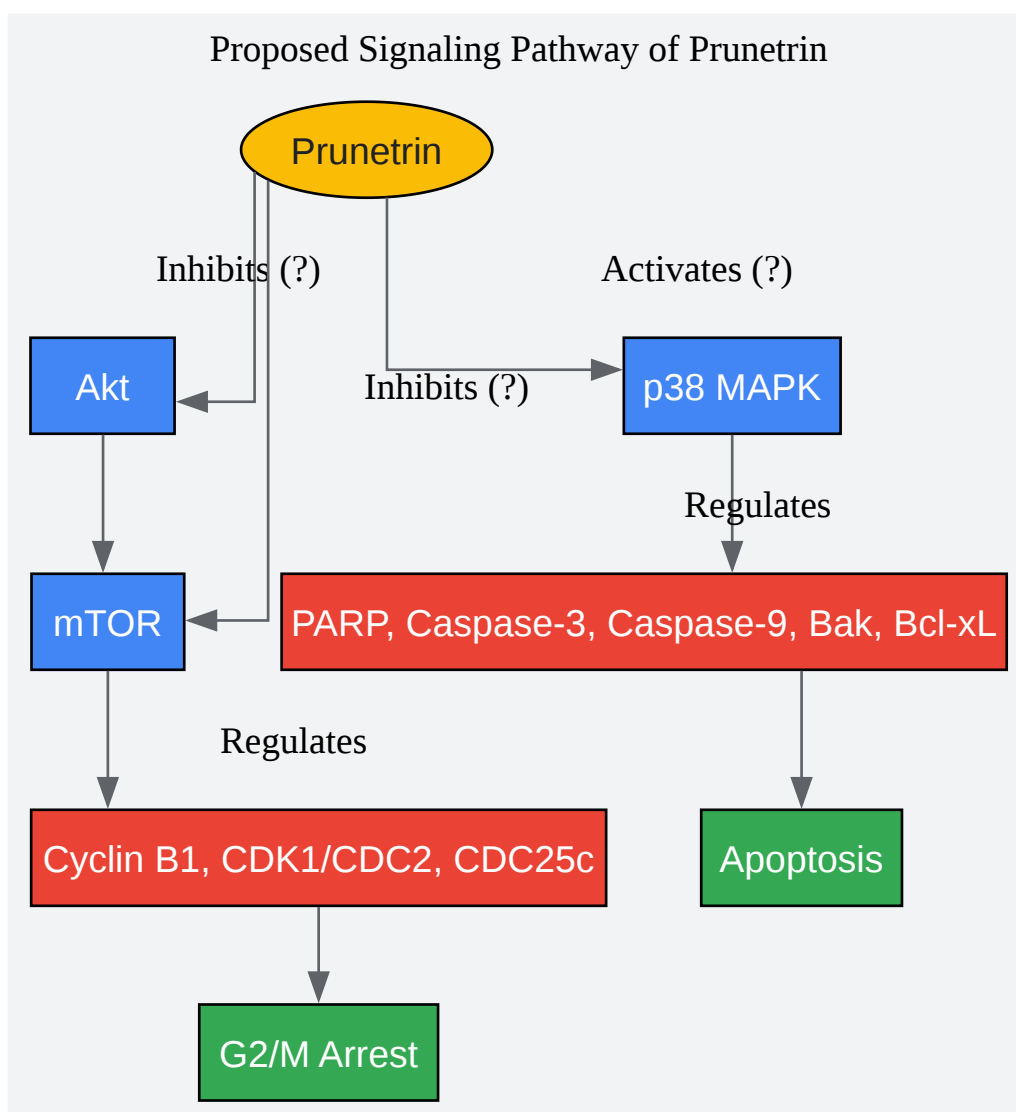 Proposed Signaling Pathway of Prunetrin
Prunetrin
Inhibits (?)
Activates (?)
Akt
Inhibits (?)
p38 MAPK
Regulates
mTOR
PARP, Caspase-3, Caspase-9, Bak, Bcl-xL
Regulates
Cyclin B1, CDK1/CDC2, CDC25c
Apoptosis
G2/M Arrest